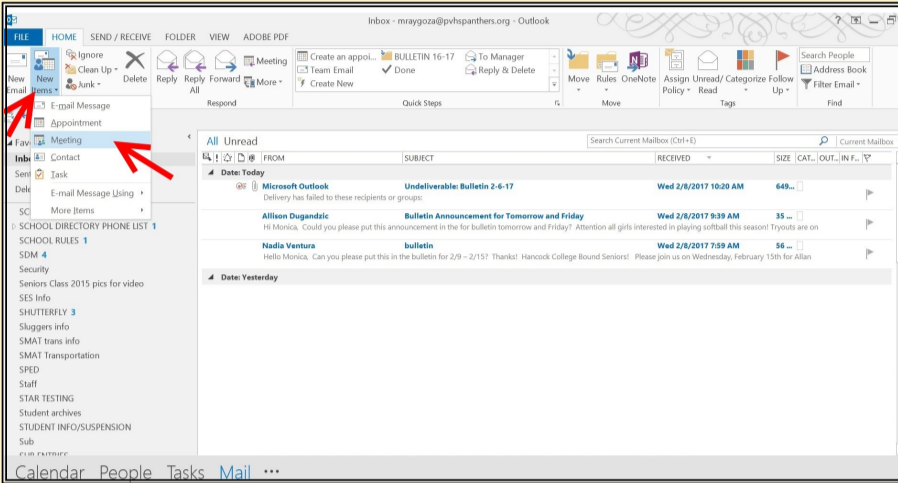 Inbox - mraygoza@pvhspanthers.org - Outlook
FILE HOME SEND / RECEIVE FOLDER VIEW ADOBE PDF
New Email
New Items
Ignore
Clean Up
Junk
Delete
Reply
Reply All
Forward
Meeting
More
Respond
Create an appoi...
Team Email
Create New
BULLETIN 16-17
Done
To Manager
Reply & Delete
Quick Steps
Move
Rules
OneNote
Move
Assign Policy
Unread/ Read
Categorize
Follow Up
Tags
Search People
Address Book
Filter Email
Find
E-mail Message
Appointment
Meeting
Contact
Task
E-mail Message Using
More Items
Fav
Inbo
Sent
Dele
SC
SCHOOL DIRECTORY PHONE LIST 1
SCHOOL RULES 1
SDM 4
Security
Seniors Class 2015 pics for video
SES Info
SHUTTERFLY 3
Sluggers info
SMAT trans info
SMAT Transportation
SPED
Staff
STAR TESTING
Student archives
STUDENT INFO/SUSPENSION
Sub
All Unread
Search Current Mailbox (Ctrl+E)
Current Mailbox
FROM SUBJECT RECEIVED SIZE CAT... OUT... IN F...
Date: Today
Microsoft Outlook Undeliverable: Bulletin 2-6-17 Wed 2/8/2017 10:20 AM 649...
Delivery has failed to these recipients or groups:
Allison Dugandzic Bulletin Announcement for Tomorrow and Friday Wed 2/8/2017 9:39 AM 35 ...
Hi Monica, Could you please put this announcement in the for bulletin tomorrow and Friday? Attention all girls interested in playing softball this season! Tryouts are on
Nadia Ventura bulletin Wed 2/8/2017 7:59 AM 56 ...
Hello Monica, Can you please put this in the bulletin for 2/9 – 2/15? Thanks! Hancock College Bound Seniors! Please join us on Wednesday, February 15th for Allan
Date: Yesterday
Calendar People Tasks Mail ...